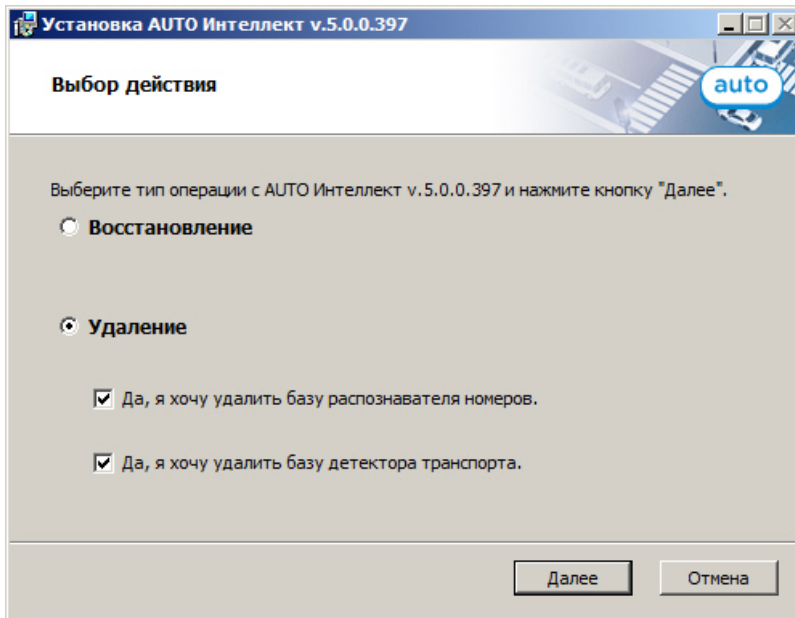 Установка AUTO Интеллект v.5.0.0.397
Выбор действия
auto
Выберите тип операции с AUTO Интеллект v.5.0.0.397 и нажмите кнопку "Далее".
Восстановление
Удаление
Да, я хочу удалить базу распознавателя номеров.
Да, я хочу удалить базу детектора транспорта.
Далее
Отмена